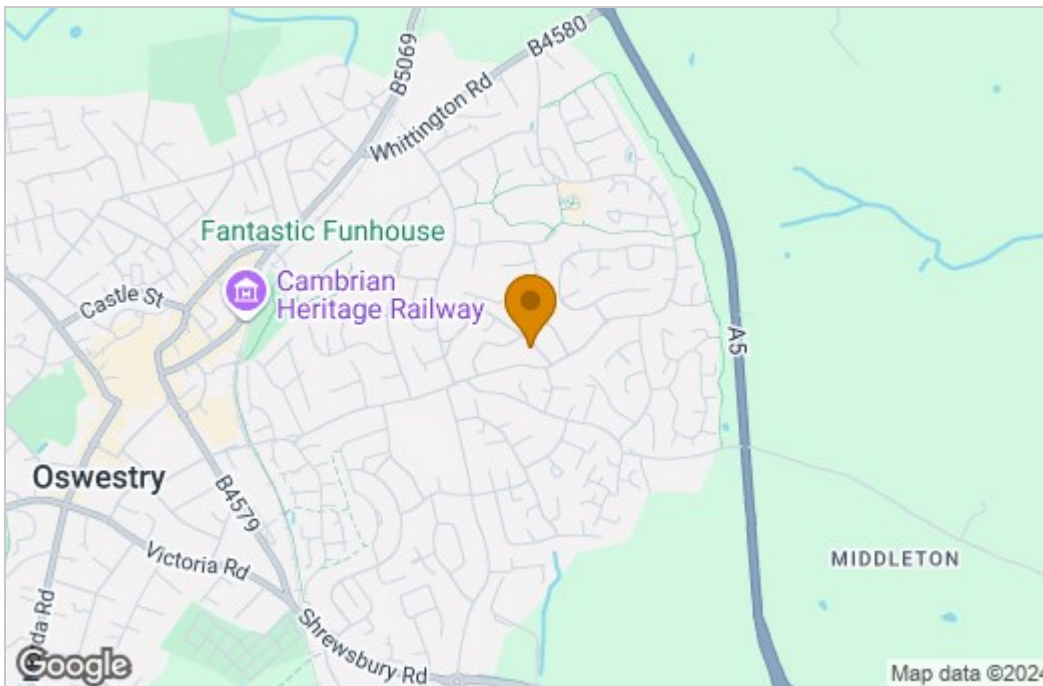 B4580
B5069
Whittington Rd
Fantastic Funhouse
Cambrian
Heritage Railway
Castle St
A5
Oswestry
B4579
Victoria Rd
MIDDLETON
Shrewsbury Rd
Rd
Google
Map data ©2024